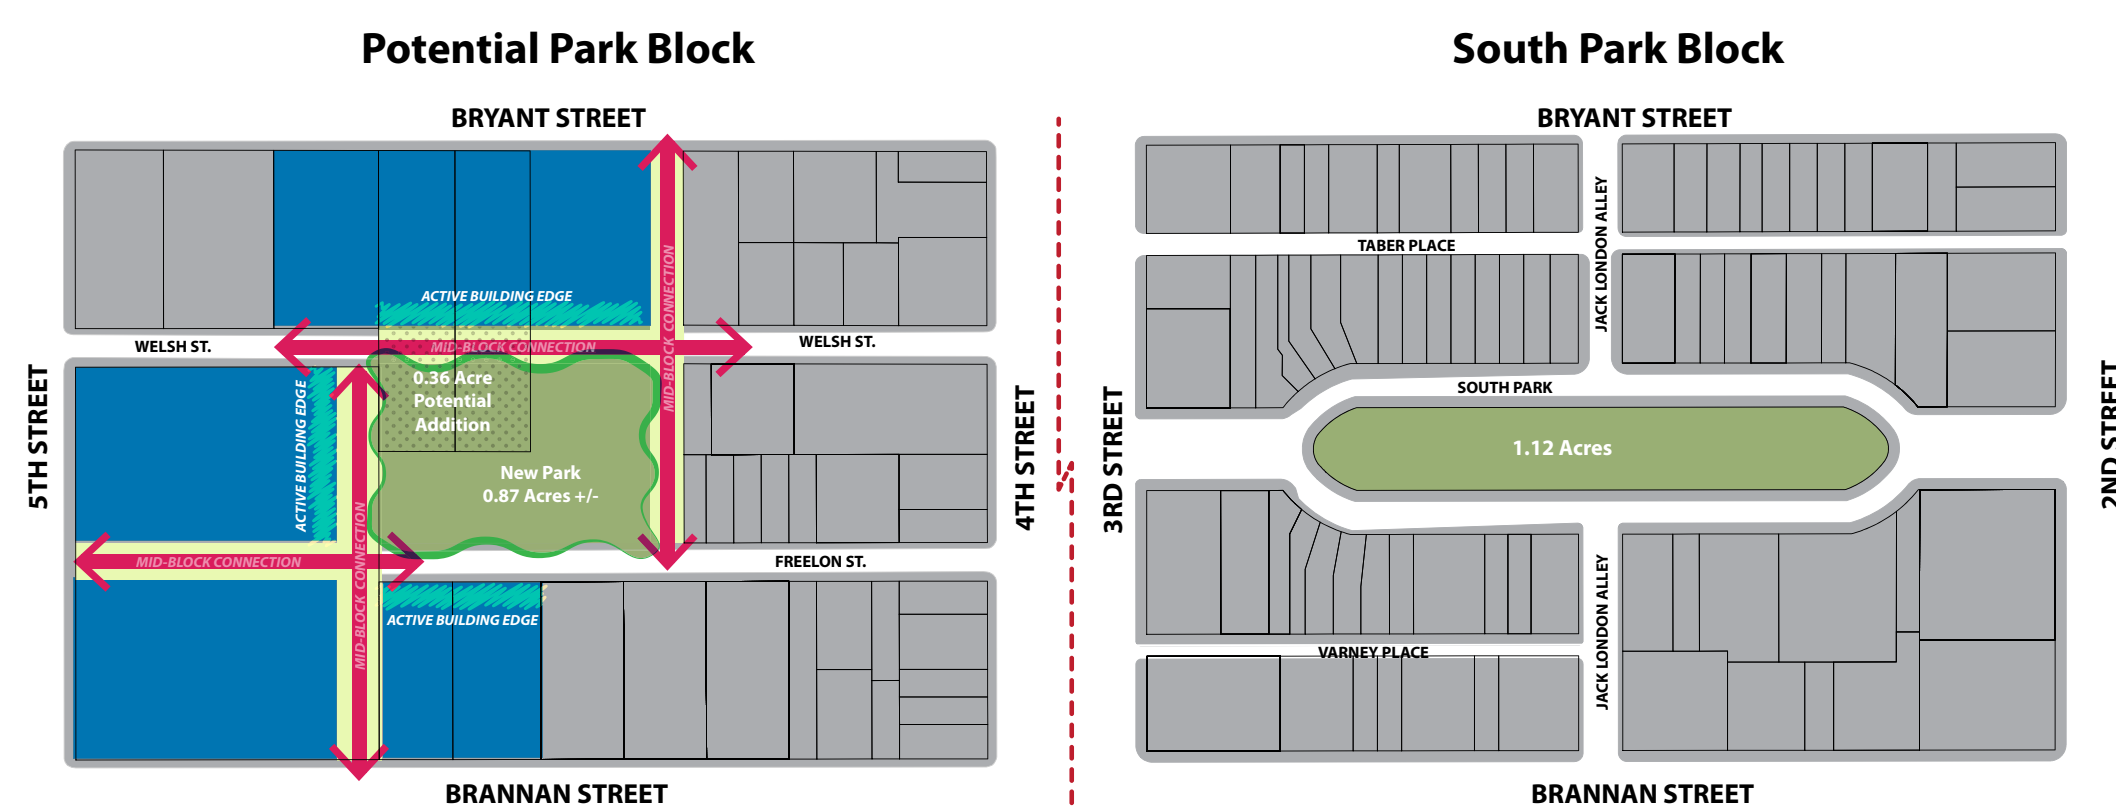 Potential Park Block
BRYANT STREET
ACTIVE BUILDING EDGE
MID-BLOCK CONNECTION
WELSH ST.
MID-BLOCK CONNECTION
WELSH ST.
5TH STREET
ACTIVE BUILDING EDGE
0.36 Acre
Potential
Addition
New Park
0.87 Acres +/-
4TH STREET
MID-BLOCK CONNECTION
MID-BLOCK CONNECTION
FREELON ST.
ACTIVE BUILDING EDGE
BRANNAN STREET
South Park Block
BRYANT STREET
JACK LONDON ALLEY
TABER PLACE
SOUTH PARK
3RD STREET
1.12 Acres
2ND STREET
VARNEY PLACE
JACK LONDON ALLEY
BRANNAN STREET